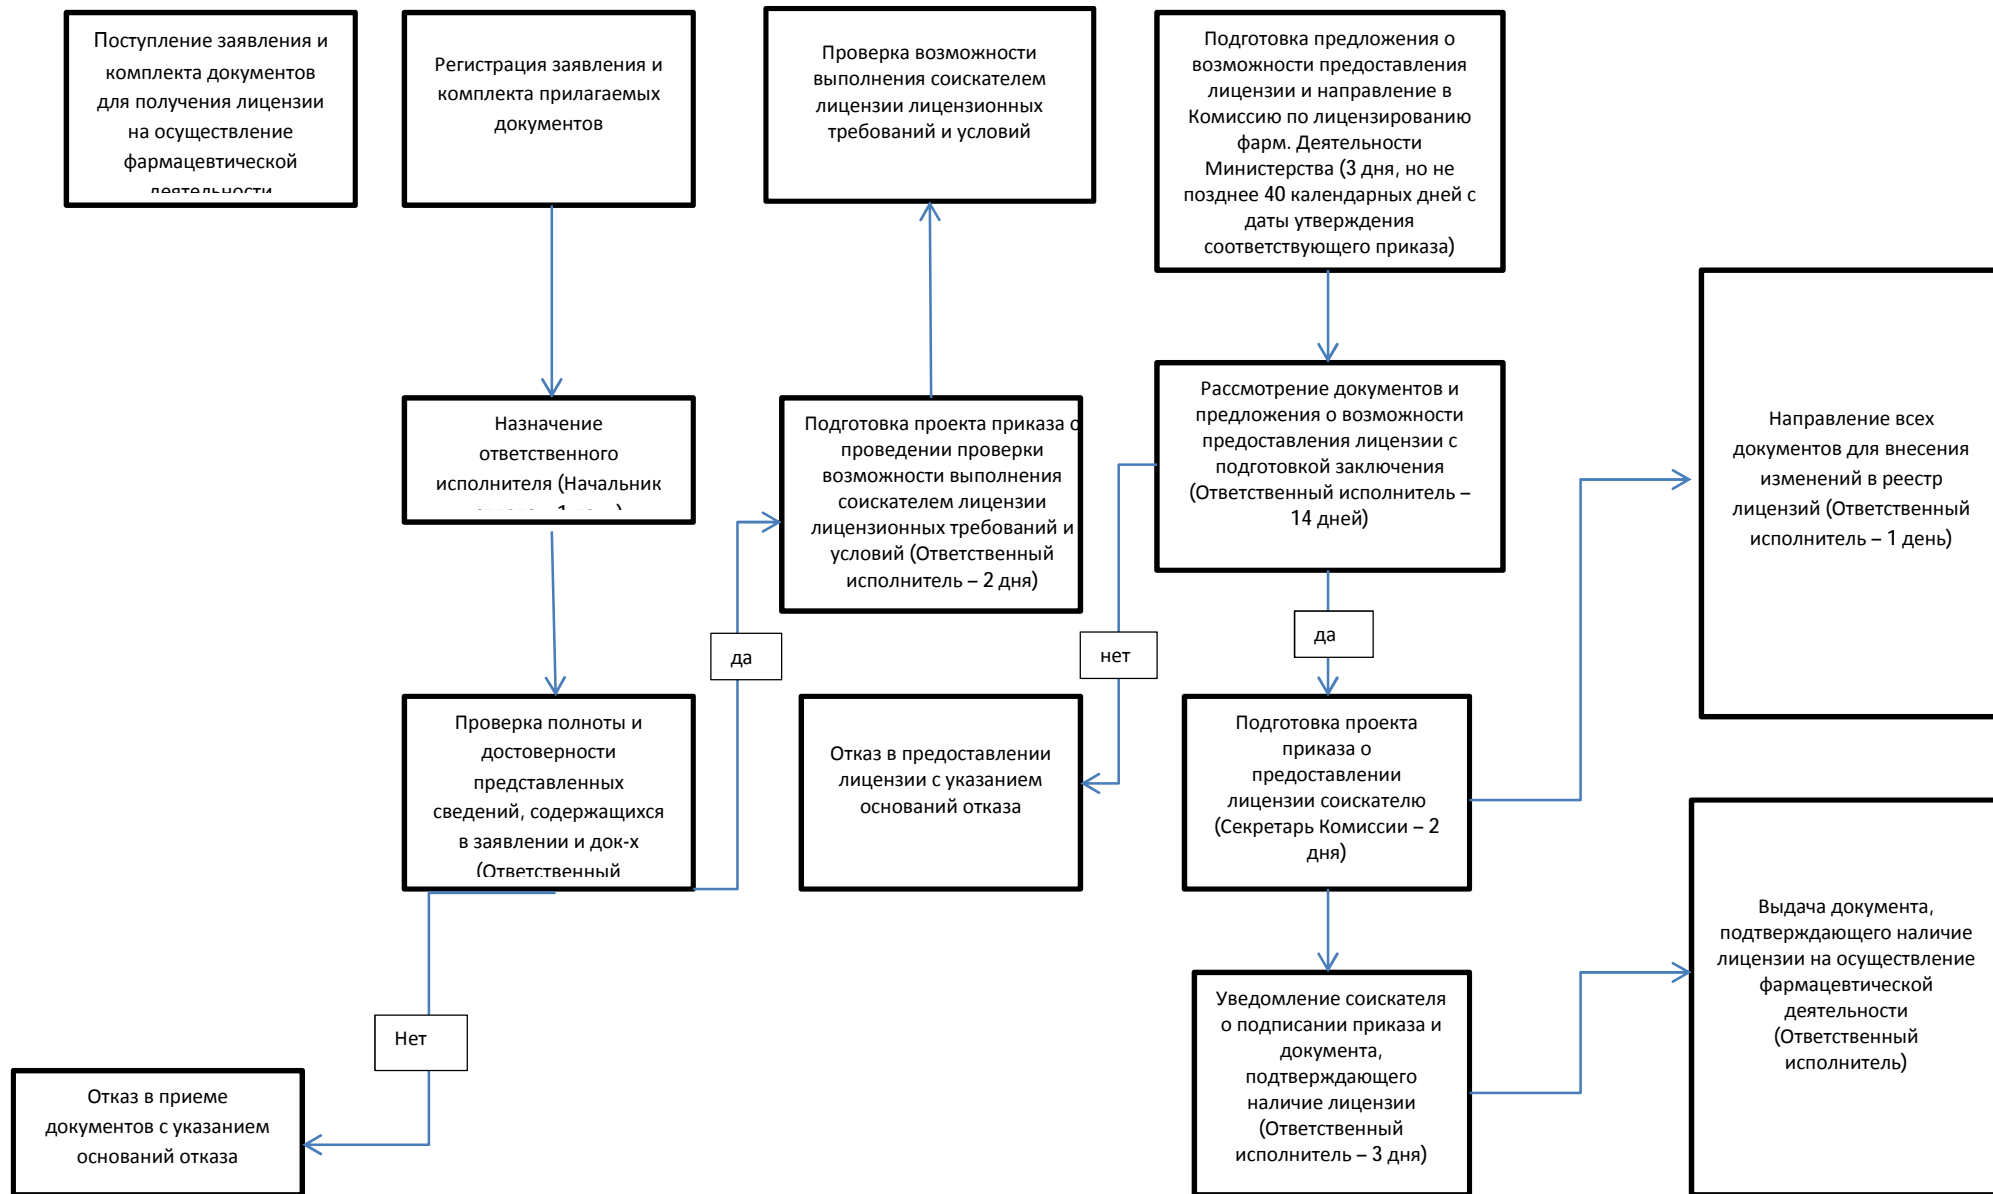 Поступление заявления и
комплекта документов
для получения лицензии
на осуществление
фармацевтической
деятельности
Регистрация заявления и
комплекта прилагаемых
документов
Проверка возможности
выполнения соискателем
лицензии лицензионных
требований и условий
Подготовка предложения о
возможности предоставления
лицензии и направление в
Комиссию по лицензированию
фарм. Деятельности
Министерства (3 дня, но не
позднее 40 календарных дней с
даты утверждения
соответствующего приказа)
Назначение
ответственного
исполнителя (Начальник
Подготовка проекта приказа о
проведении проверки
возможности выполнения
соискателем лицензии
лицензионных требований и
условий (Ответственный
исполнитель – 2 дня)
Рассмотрение документов и
предложения о возможности
предоставления лицензии с
подготовкой заключения
(Ответственный исполнитель –
14 дней)
Направление всех
документов для внесения
изменений в реестр
лицензий (Ответственный
исполнитель – 1 день)
да
нет
да
Проверка полноты и
достоверности
представленных
сведений, содержащихся
в заявлении и док-х
(Ответственный
Отказ в предоставлении
лицензии с указанием
оснований отказа
Подготовка проекта
приказа о
предоставлении
лицензии соискателю
(Секретарь Комиссии – 2
дня)
Выдача документа,
подтверждающего наличие
лицензии на осуществление
фармацевтической
деятельности
(Ответственный
исполнитель)
Нет
Уведомление соискателя
о подписании приказа и
документа,
подтверждающего
наличие лицензии
(Ответственный
исполнитель – 3 дня)
Отказ в приеме
документов с указанием
оснований отказа